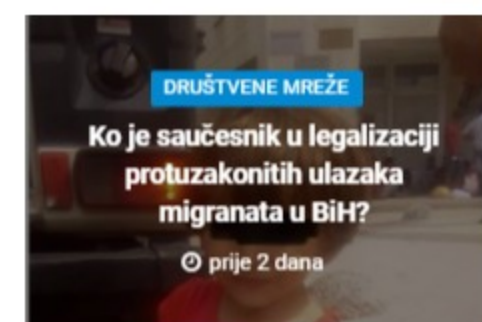 DRUŠTVENE MREŽE
Ko je saučesnik u legalizaciji
protuzakonitih ulazaka
migranata u BiH?
prije 2 dana